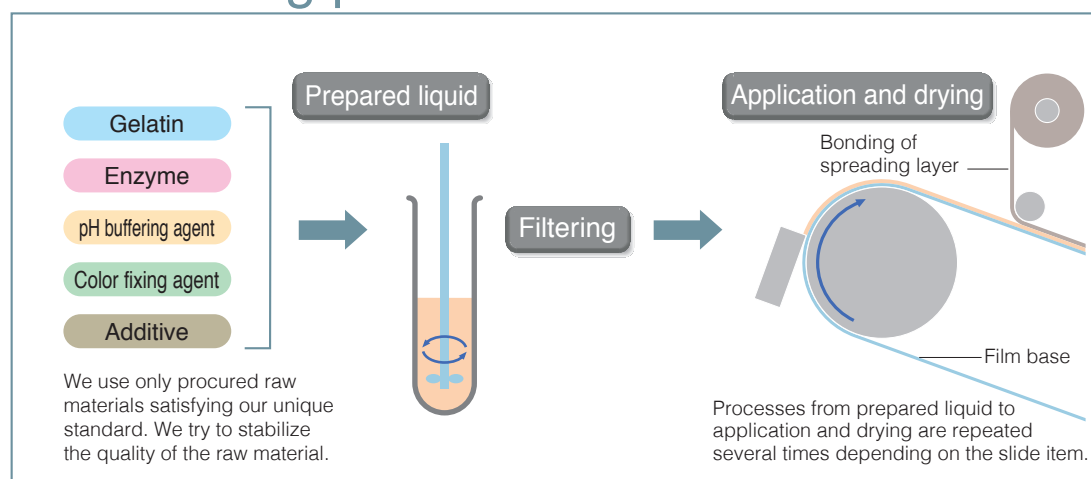 Prepared liquid
Application and drying
Gelatin
Enzyme
pH buffering agent
Color fixing agent
Additive
Filtering
Bonding of
spreading layer
Film base
We use only procured raw
materials satisfying our unique
standard. We try to stabilize
the quality of the raw material.
Processes from prepared liquid to
application and drying are repeated
several times depending on the slide item.